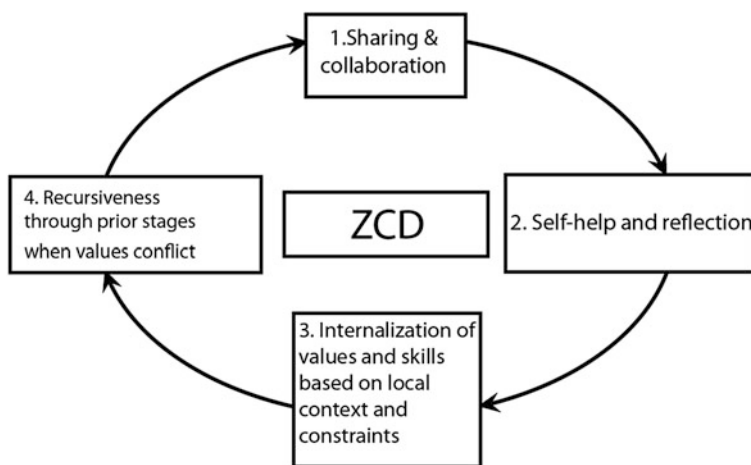 1.Sharing &
collaboration
2. Self-help and reflection
3. Internalization of
values and skills
based on local
context and
constraints
4. Recursiveness
through prior stages
when values conflict
ZCD